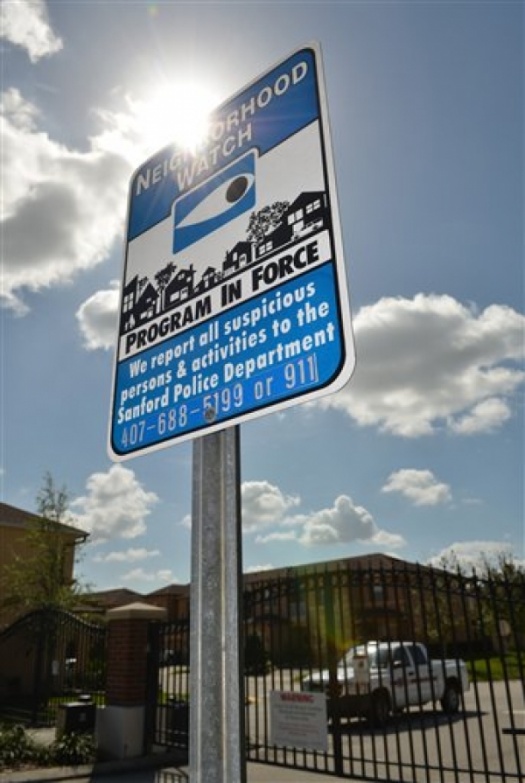 NEIGHBORHOOD
WATCH
PROGRAM IN FORCE
We report all suspicious
persons & activities to the
Sanford Police Department
407-688-5199 or 911
WARNING